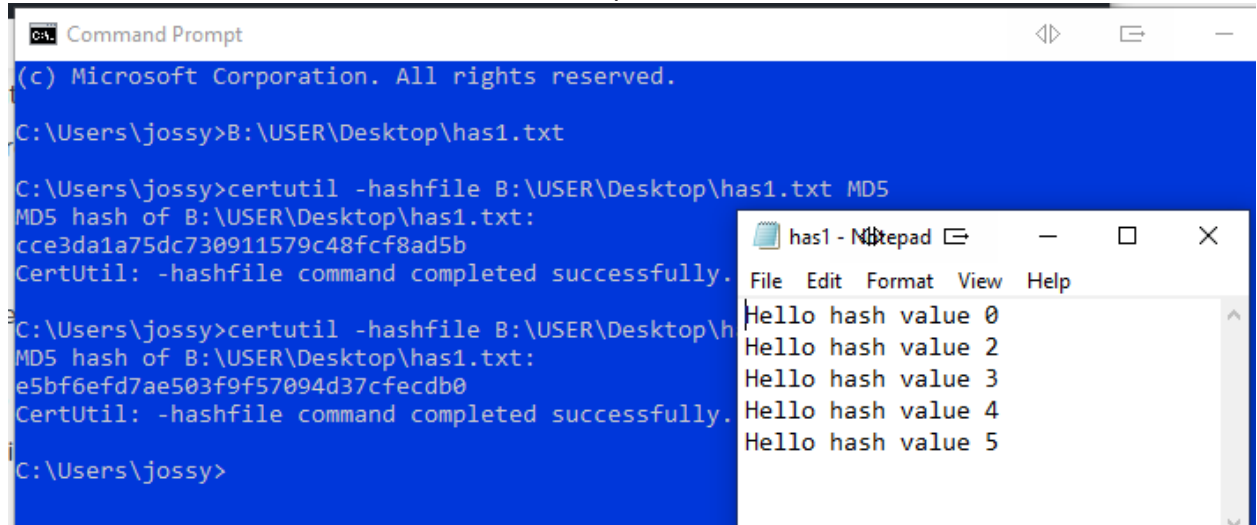 Command Prompt
(c) Microsoft Corporation. All rights reserved.
C:\Users\jossy>B:\USER\Desktop\has1.txt
C:\Users\jossy>certutil -hashfile B:\USER\Desktop\has1.txt MD5
MD5 hash of B:\USER\Desktop\has1.txt:
cce3da1a75dc730911579c48fcf8ad5b
CertUtil: -hashfile command completed successfully.
C:\Users\jossy>certutil -hashfile B:\USER\Desktop\h
MD5 hash of B:\USER\Desktop\has1.txt:
e5bf6efd7ae503f9f57094d37cfecdb0
CertUtil: -hashfile command completed successfully.
C:\Users\jossy>
has1 - Notepad
File Edit Format View Help
Hello hash value 0
Hello hash value 2
Hello hash value 3
Hello hash value 4
Hello hash value 5